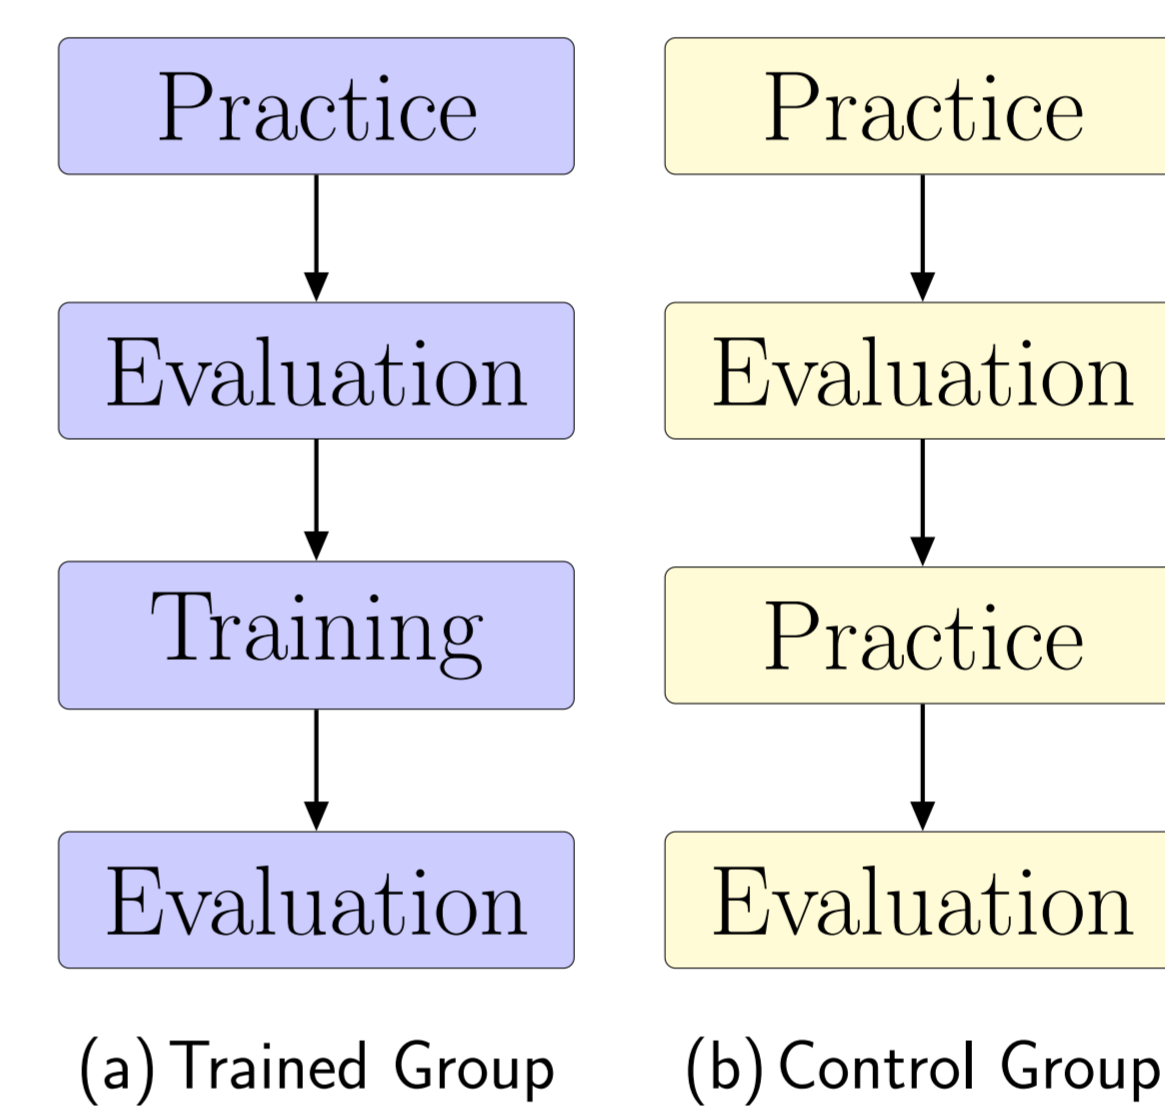 Practice
Evaluation
Training
Evaluation
(a) Trained Group
Practice
Evaluation
Practice
Evaluation
(b) Control Group